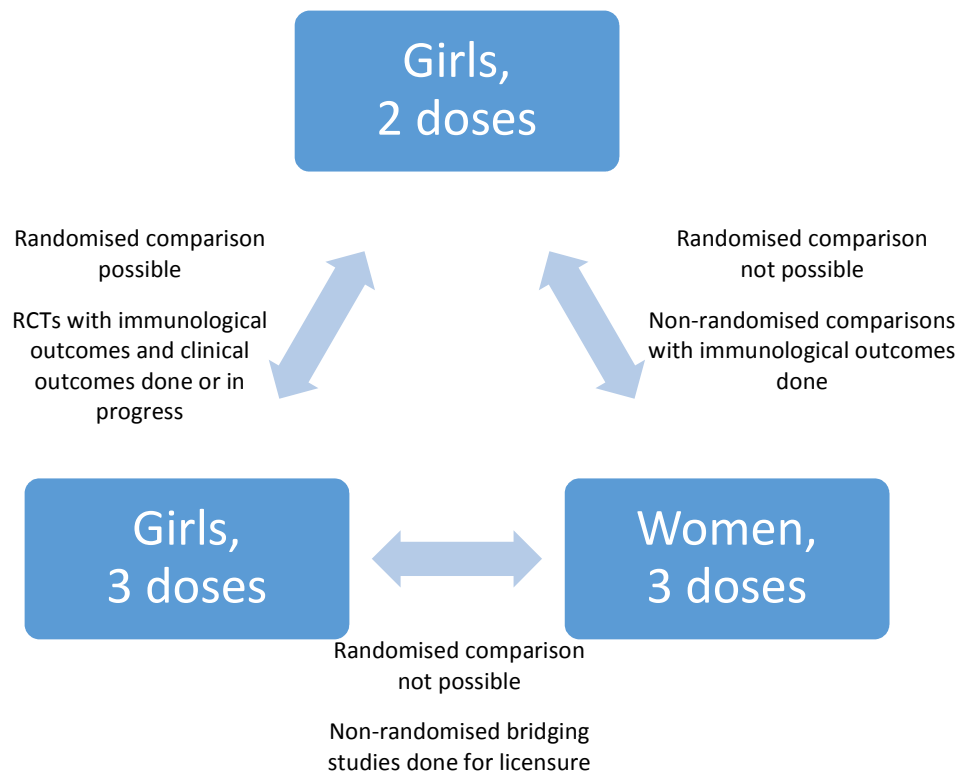 Girls,
2 doses
Randomised comparison
possible
RCTs with immunological
outcomes and clinical
outcomes done or in
progress
Randomised comparison
not possible
Non-randomised comparisons
with immunological outcomes
done
Girls,
3 doses
Women,
3 doses
Randomised comparison
not possible
Non-randomised bridging
studies done for licensure